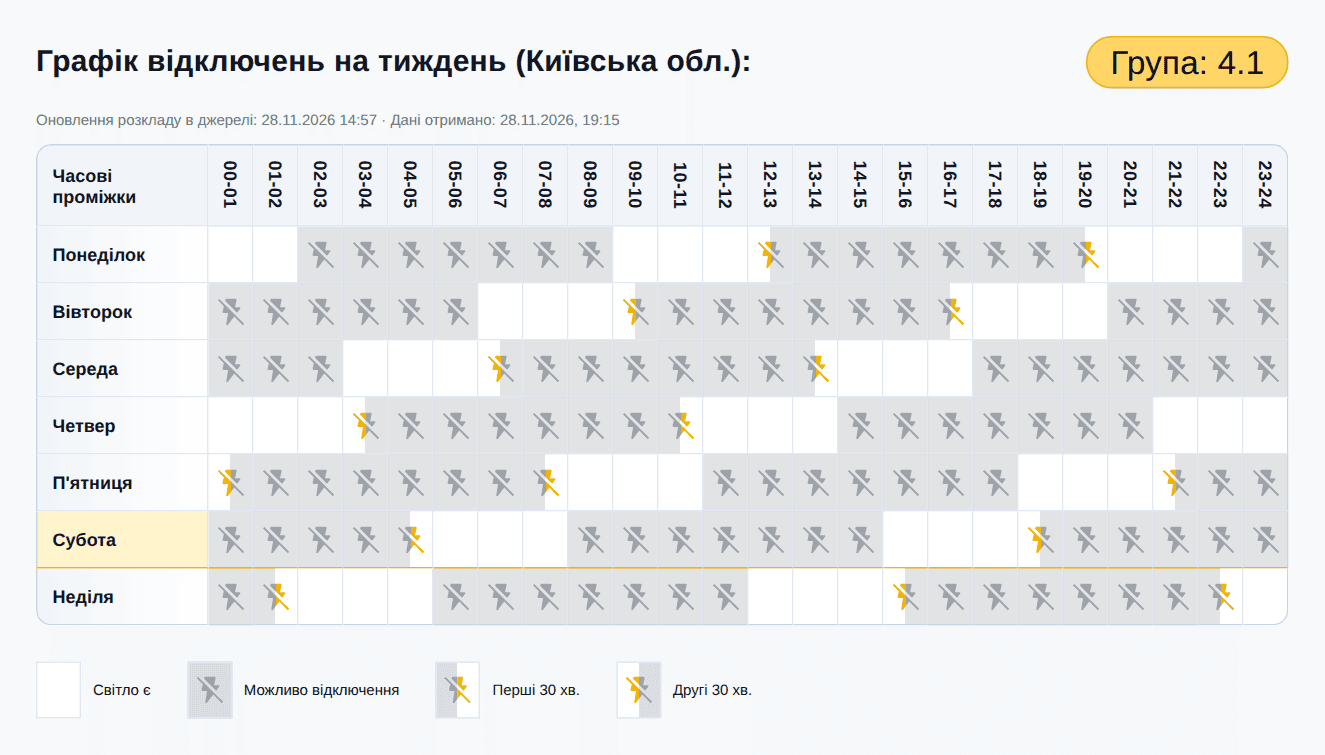 Графік відключень на тиждень (Київська обл.):
Група: 4.1
Оновлення розкладу в джерелі: 28.11.2026 14:57 · Дані отримано: 28.11.2026, 19:15
Часові
проміжки
00-01
01-02
02-03
03-04
04-05
05-06
06-07
07-08
08-09
09-10
10-11
11-12
12-13
13-14
14-15
15-16
16-17
17-18
18-19
19-20
20-21
21-22
22-23
23-24
Понеділок
Вівторок
Середа
Четвер
П'ятниця
Субота
Неділя
Світло є
Можливо відключення
Перші 30 хв.
Другі 30 хв.